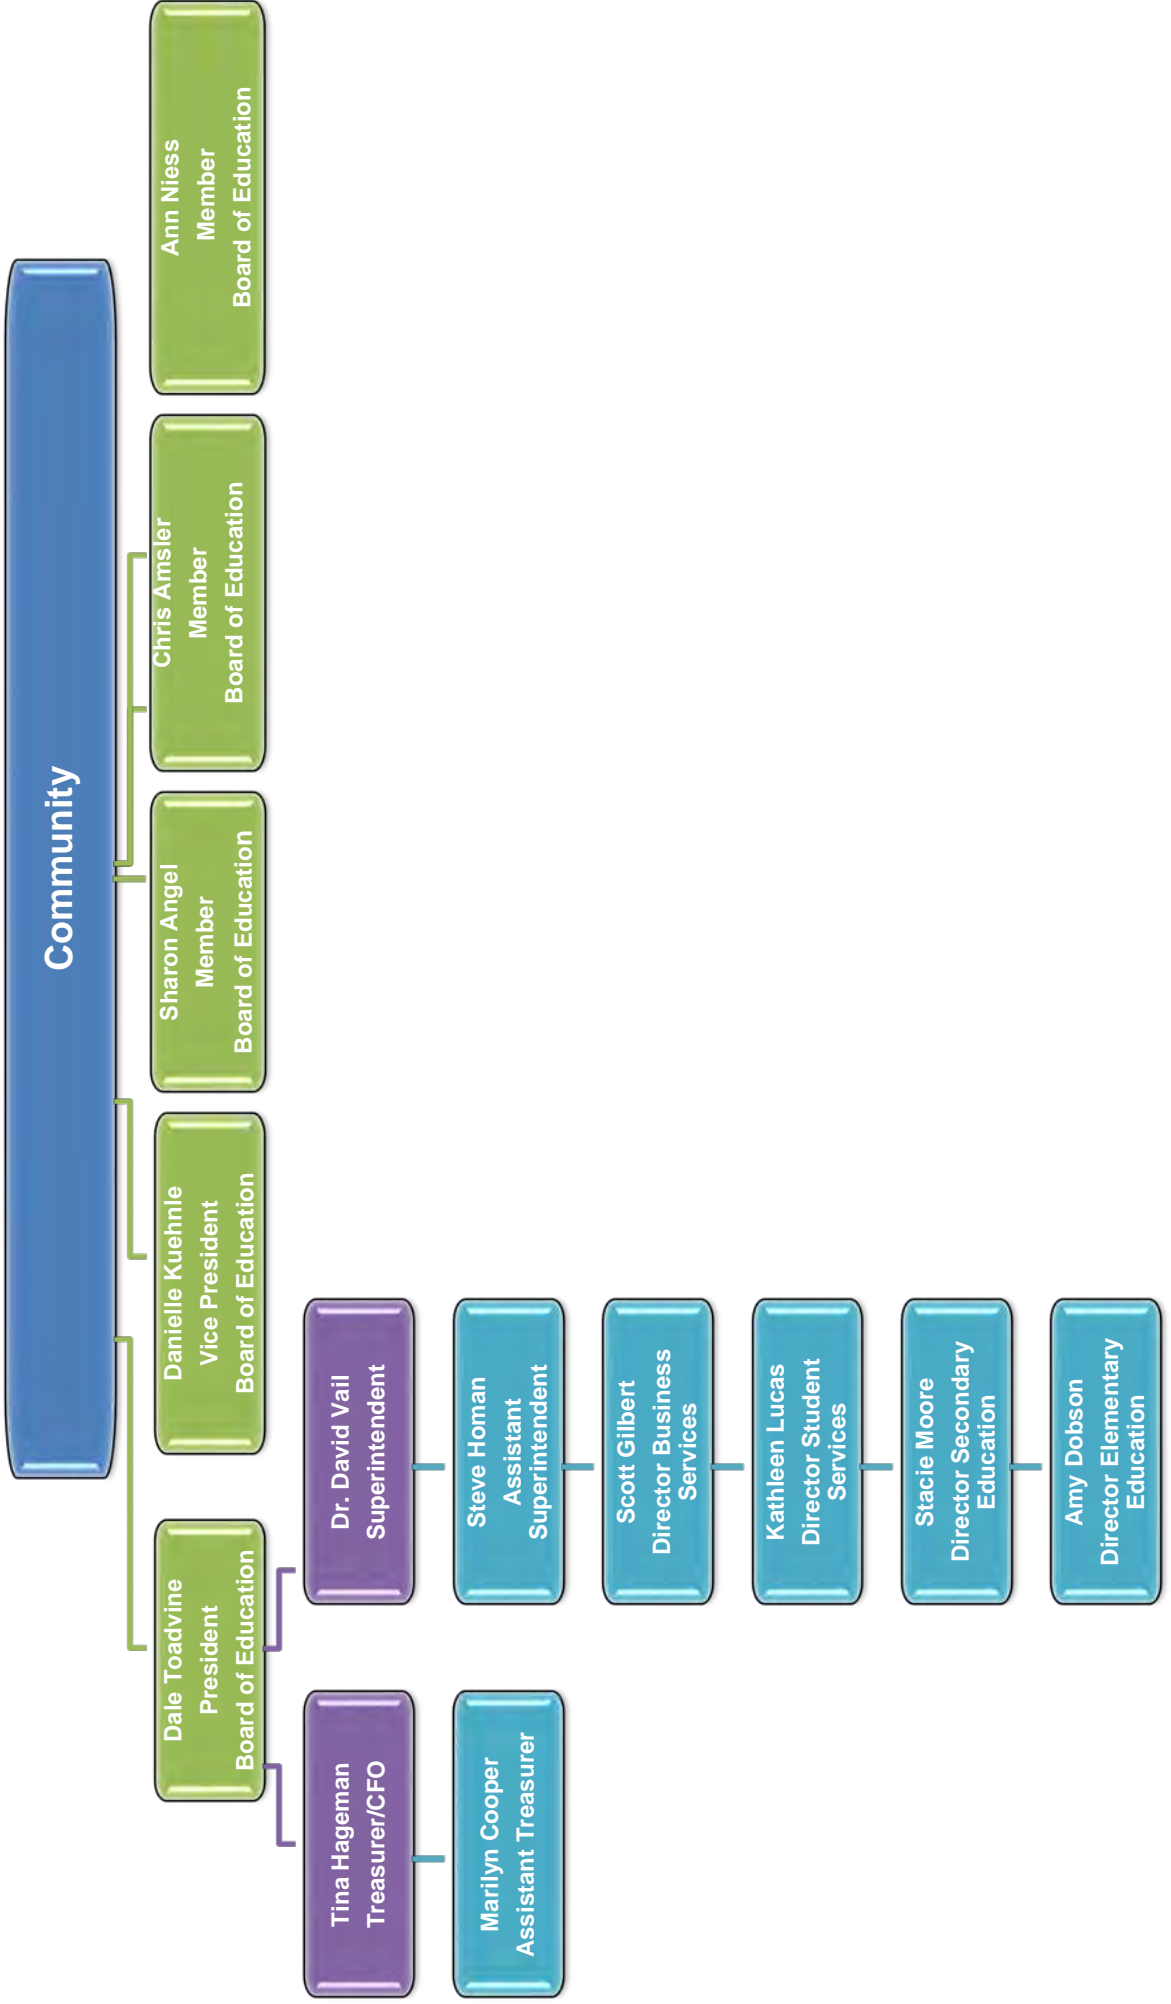 Community
Dale Toadvine
President
Board of Education
Danielle Kuehnle
Vice President
Board of Education
Sharon Angel
Member
Board of Education
Chris Amsler
Member
Board of Education
Ann Niess
Member
Board of Education
Tina Hageman
Treasurer/CFO
Dr. David Vail
Superintendent
Marilyn Cooper
Assistant Treasurer
Steve Homan
Assistant
Superintendent
Scott Gilbert
Director Business
Services
Kathleen Lucas
Director Student
Services
Stacie Moore
Director Secondary
Education
Amy Dobson
Director Elementary
Education